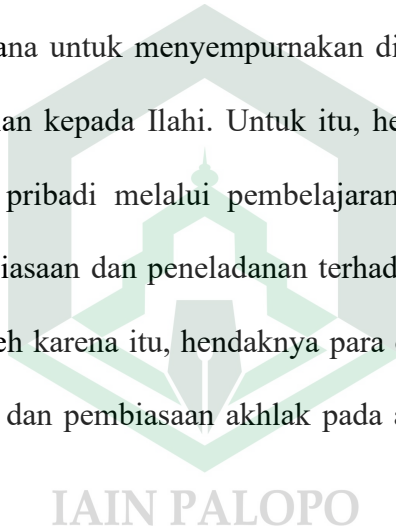 ana untuk menyempurnakan di
an kepada Ilahi. Untuk itu, he
pribadi melalui pembelajaran
iasaan dan peneladanan terhad
eh karena itu, hendaknya para
dan pembiasaan akhlak pada a
IAIN PALOPO